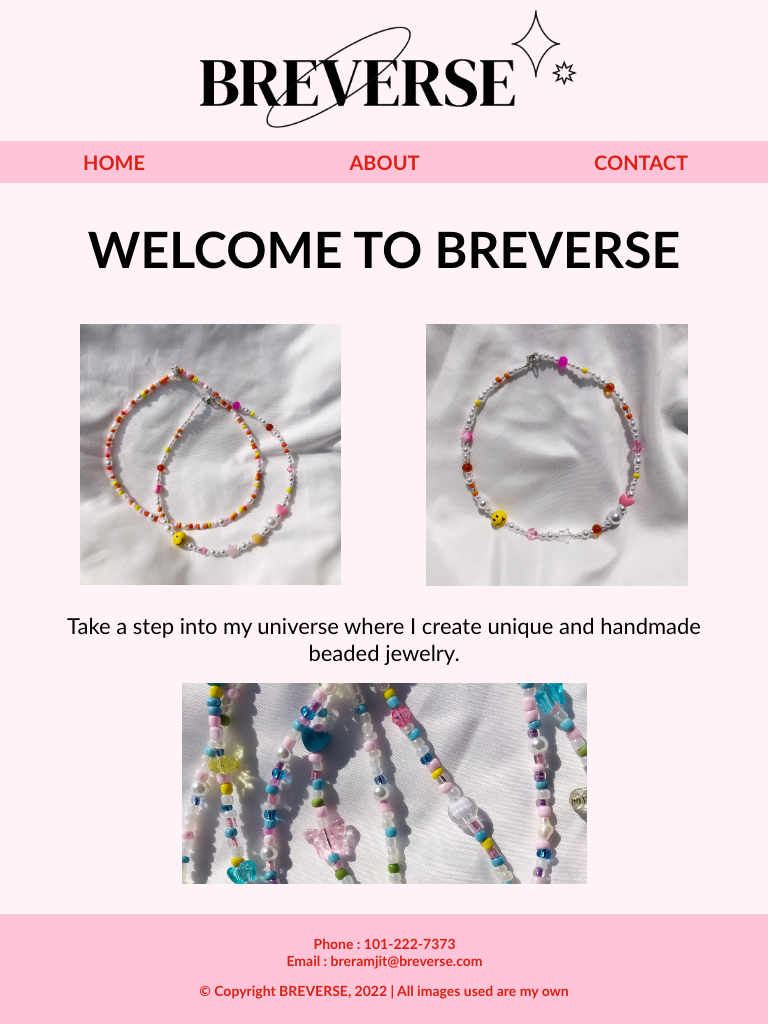 BREVERSE
HOME ABOUT CONTACT
WELCOME TO BREVERSE
Take a step into my universe where I create unique and handmade
beaded jewelry.
Phone : 101-222-7373
Email : breramjit@breverse.com
© Copyright BREVERSE, 2022 | All images used are my own